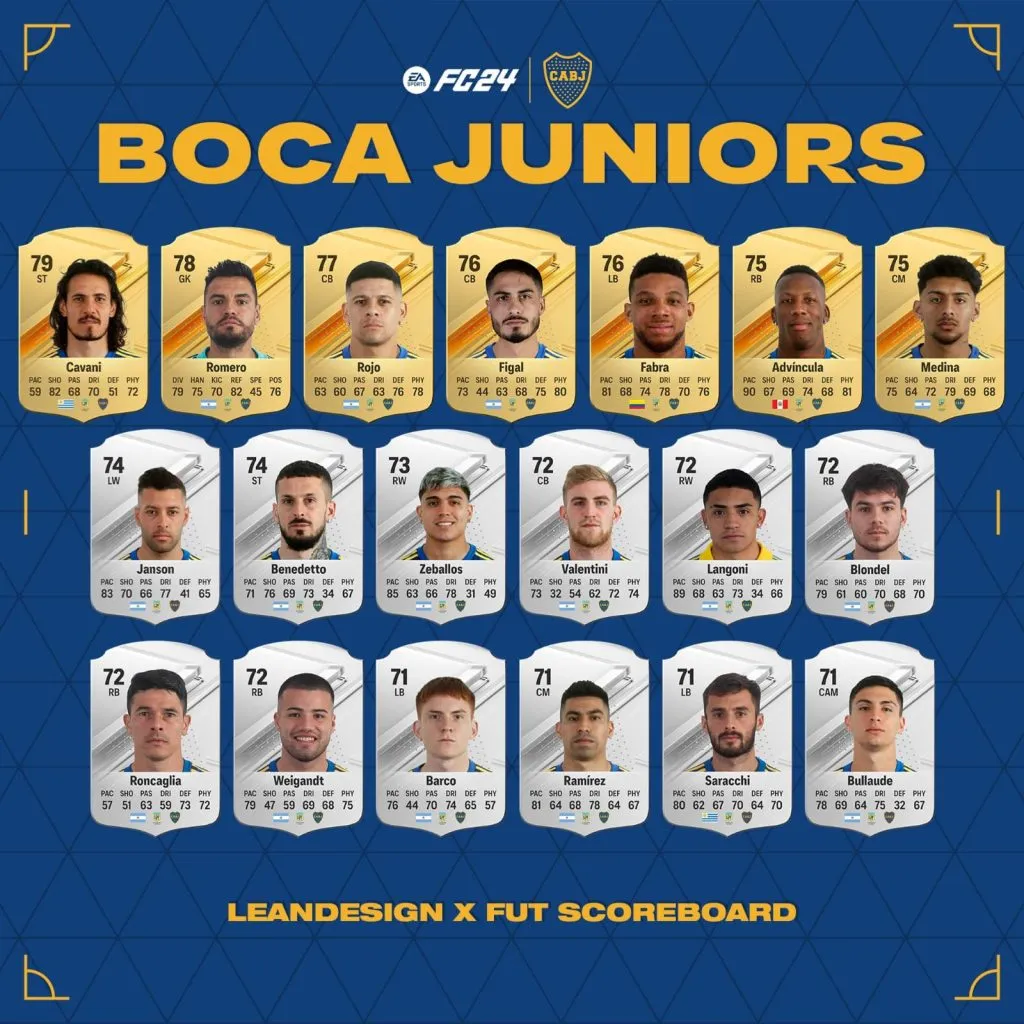 EA SPORTS FC24 CABJ
BOCA JUNIORS
79 78 77 76 76 75 75
ST GK CB CB LB RB CM
Cavani Romero Rojo Figal Fabra Advíncula Medina
PAC SHO PAS DRI DEF PHY DIV HAN KIC REF SPE POS PAC SHO PAS DRI DEF PHY PAC SHO PAS DRI DEF PHY PAC SHO PAS DRI DEF PHY PAC SHO PAS DRI DEF PHY PAC SHO PAS DRI DEF PHY
59 82 68 70 51 72 79 75 70 82 45 76 63 60 67 63 76 78 73 44 63 65 75 80 81 68 74 78 70 76 90 67 69 74 68 81 75 64 72 79 69 68
74 74 73 72 72 72
LW ST RW CB RW RB
Janson Benedetto Zeballos Valentini Langoni Blondel
PAC SHO PAS DRI DEF PHY PAC SHO PAS DRI DEF PHY PAC SHO PAS DRI DEF PHY PAC SHO PAS DRI DEF PHY PAC SHO PAS DRI DEF PHY PAC SHO PAS DRI DEF PHY
83 70 66 77 41 65 71 76 69 73 34 67 85 63 66 78 31 49 73 32 54 62 72 74 89 68 63 73 34 66 79 61 60 70 68 70
72 72 71 71 71 71
RB RB LB CM LB CAM
Roncaglia Weigandt Barco Ramírez Saracchi Bullaude
PAC SHO PAS DRI DEF PHY PAC SHO PAS DRI DEF PHY PAC SHO PAS DRI DEF PHY PAC SHO PAS DRI DEF PHY PAC SHO PAS DRI DEF PHY PAC SHO PAS DRI DEF PHY
57 51 63 59 73 72 79 47 59 69 68 75 76 44 70 74 65 57 81 64 68 78 64 67 80 62 67 70 64 70 78 69 64 75 32 67
LEANDESIGN X FUT SCOREBOARD